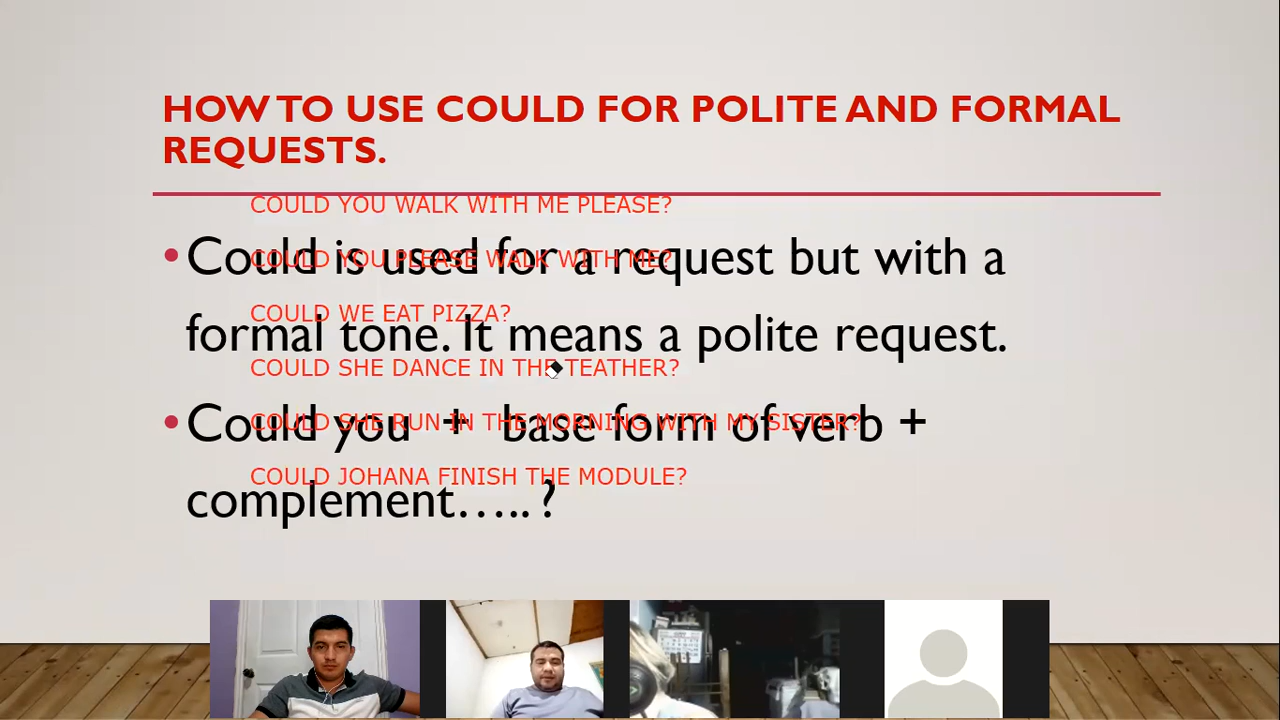 HOW TO USE COULD FOR POLITE AND FORMAL
REQUESTS.
COULD YOU WALK WITH ME PLEASE?
• Could is used for a request but with a
COULD YOU PLEASE WALK WITH ME?
COULD WE EAT PIZZA?
formal tone. It means a polite request.
COULD SHE DANCE IN THE TEATHER?
• Could you + base form of verb +
COULD SHE RUN IN THE MORNING WITH MY SISTER?
COULD JOHANA FINISH THE MODULE?
complement…..?